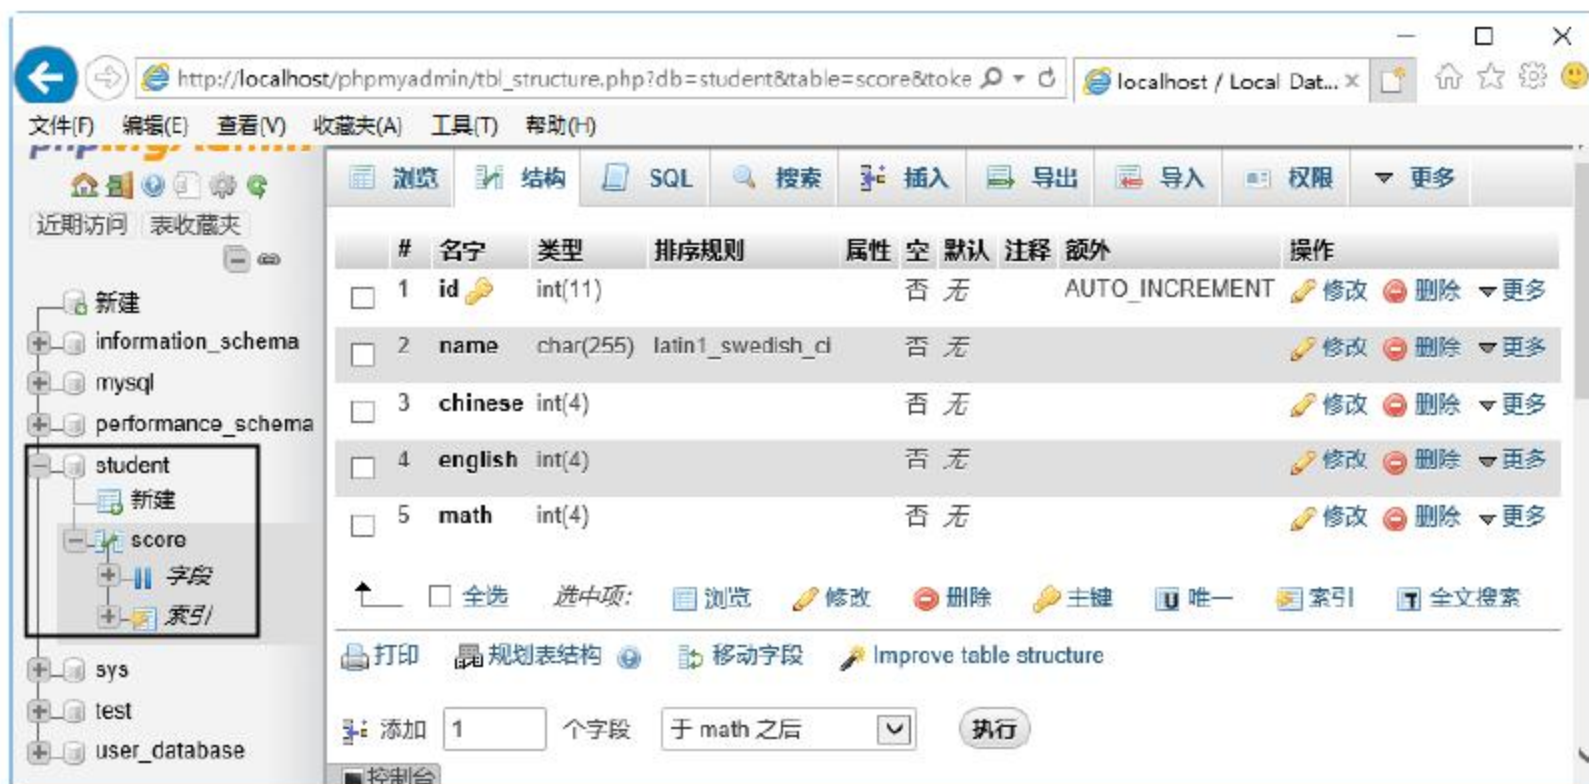 http://localhost/phpmyadmin/tbl_structure.php?db=student&table=score&toke
localhost / Local Dat...
文件(F) 编辑(E) 查看(V) 收藏夹(A) 工具(T) 帮助(H)
phpMyAdmin
近期访问 表收藏夹
新建
information_schema
mysql
performance_schema
student
新建
score
字段
索引
sys
test
user_database
浏览 结构 SQL 搜索 插入 导出 导入 权限 更多
# 名字 类型 排序规则 属性 空 默认 注释 额外 操作
1 id int(11) 否 无 AUTO_INCREMENT 修改 删除 更多
2 name char(255) latin1_swedish_ci 否 无 修改 删除 更多
3 chinese int(4) 否 无 修改 删除 更多
4 english int(4) 否 无 修改 删除 更多
5 math int(4) 否 无 修改 删除 更多
全选 选中项: 浏览 修改 删除 主键 唯一 索引 全文搜索
打印 规划表结构 移动字段 Improve table structure
添加 1 个字段 于 math 之后 执行
控制台